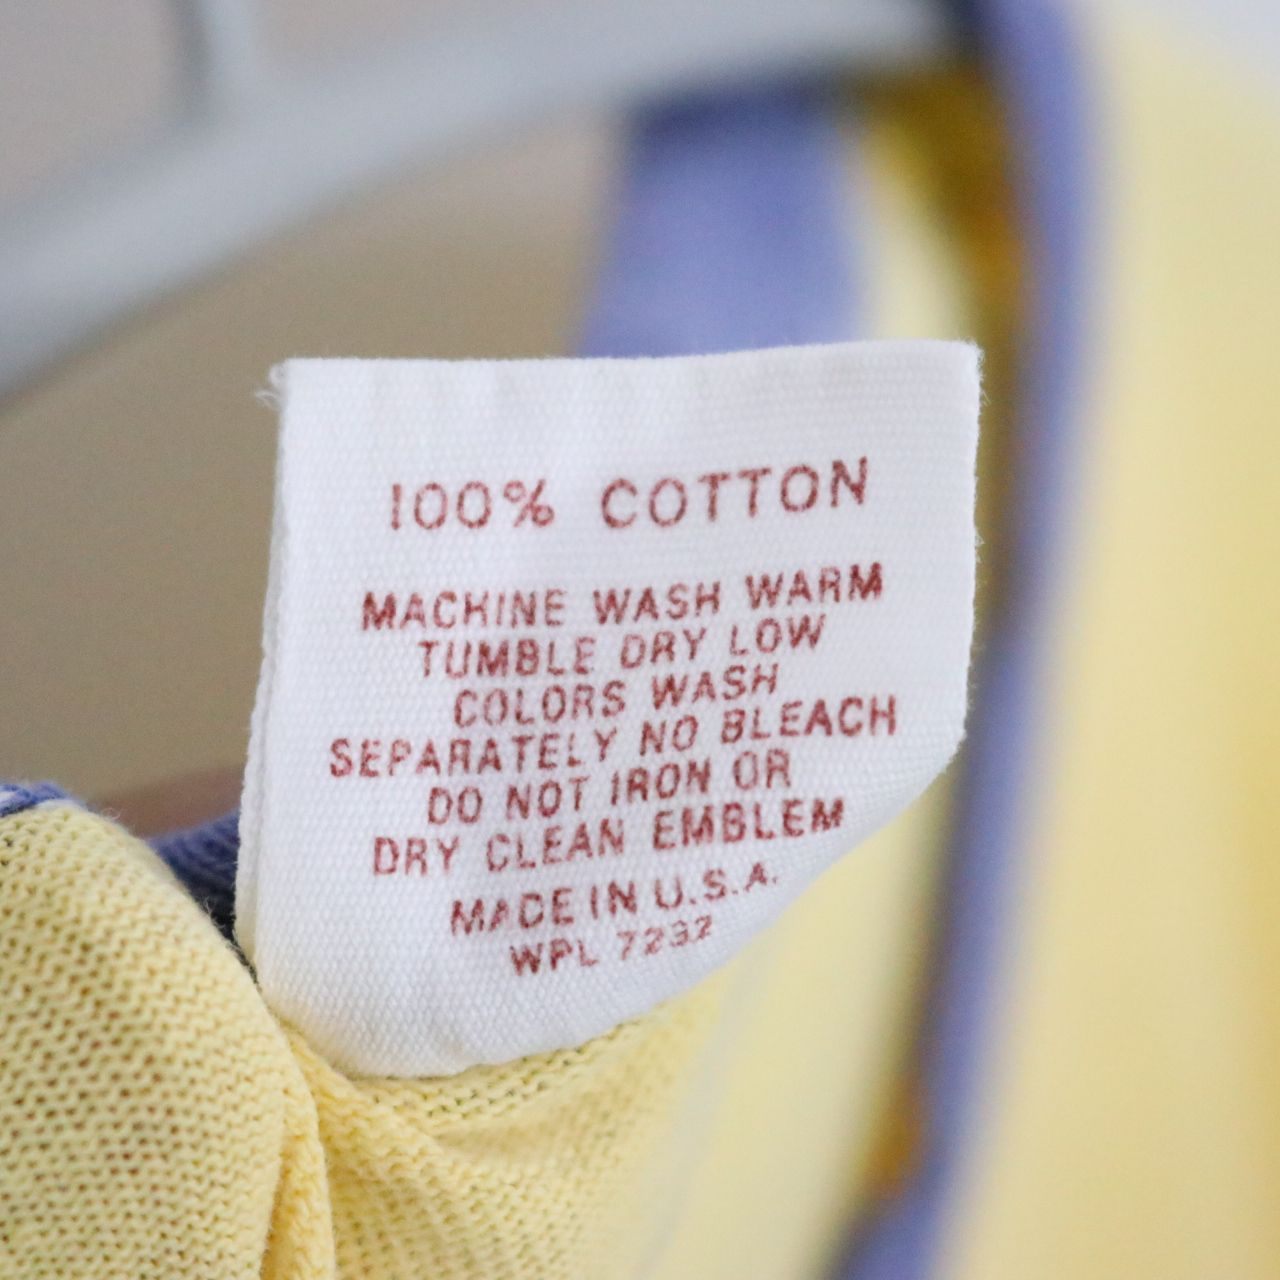 100% COTTON
MACHINE WASH WARM
TUMBLE DRY LOW
COLORS WASH
SEPARATELY NO BLEACH
DO NOT IRON OR
DRY CLEAN EMBLEM
MADE IN U.S.A.
WPL 7232